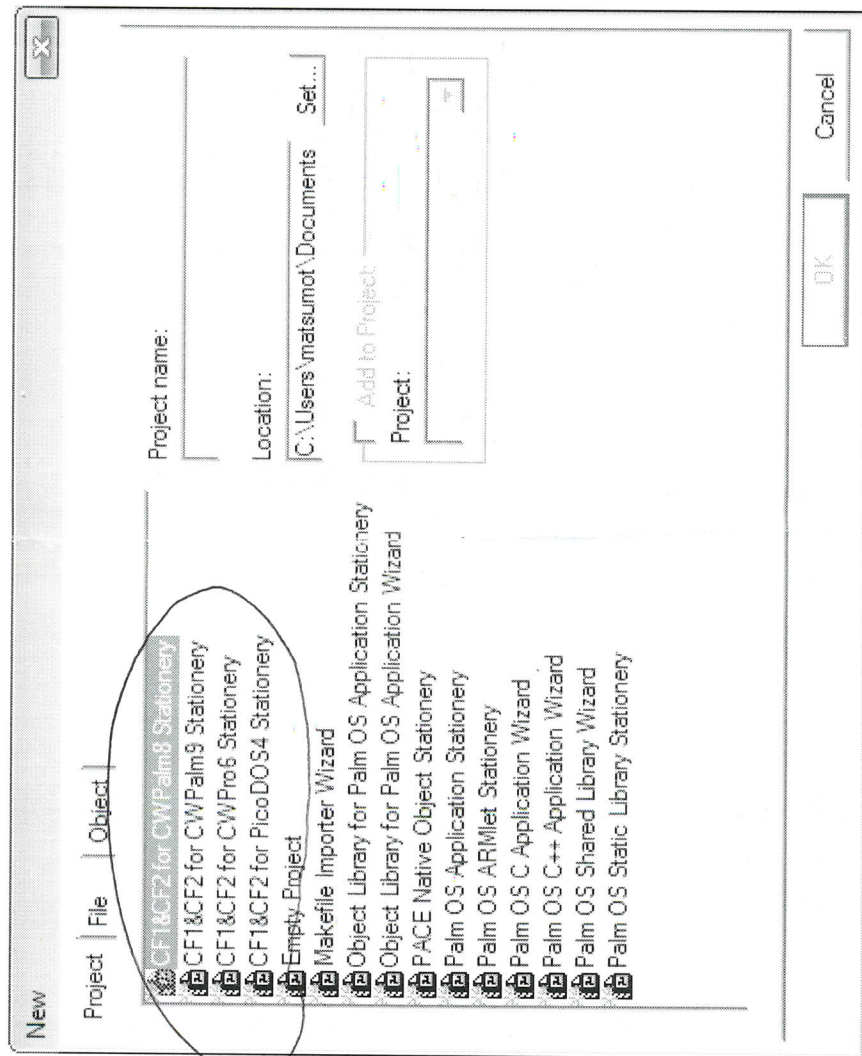 New
Project
File
Object
CF1&CF2 for CWPalm8 Stationery
CF1&CF2 for CWPalm9 Stationery
CF1&CF2 for CWPro6 Stationery
CF1&CF2 for PicoDOS4 Stationery
Empty Project
Makefile Importer Wizard
Object Library for Palm OS Application Stationery
Object Library for Palm OS Application Wizard
PACE Native Object Stationery
Palm OS Application Stationery
Palm OS ARMlet Stationery
Palm OS C Application Wizard
Palm OS C++ Application Wizard
Palm OS Shared Library Wizard
Palm OS Static Library Stationery
Project name:
Location:
C:\Users\matsumot\Documents
Set...
Add to Project:
Project:
OK
Cancel